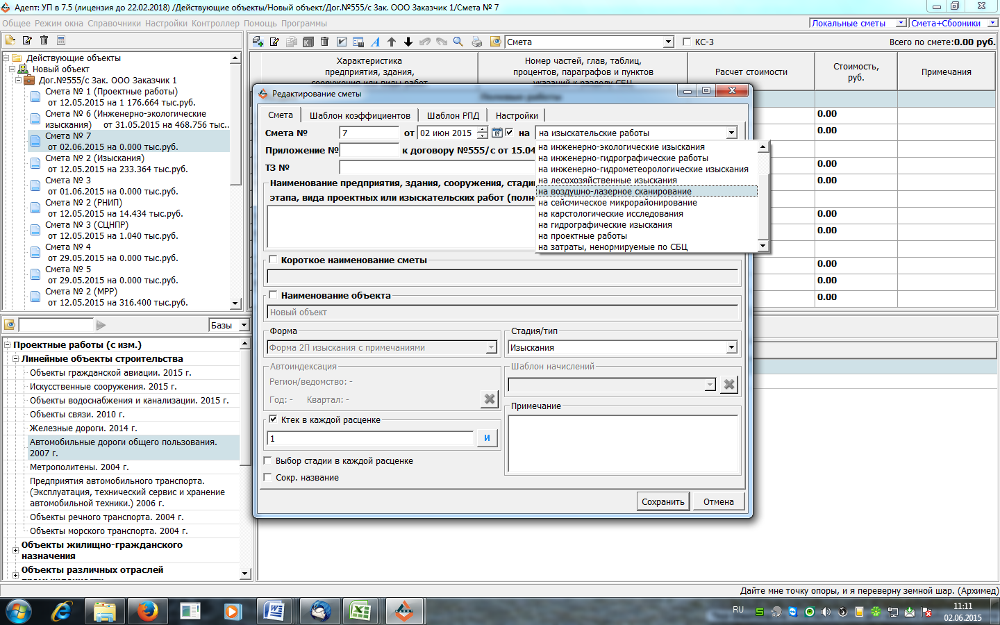 Адепт: УП в 7.5 (лицензия до 22.02.2018) /Действующие объекты/Новый объект/Дог.№555/с Зак. ООО Заказчик 1/Смета № 7
Общее Режим окна Справочники Настройки Контроллер Помощь Программы
Локальные сметы
Смета+Сборники
Смета
КС-3
Всего по смете:0.00 руб.
Действующие объекты
Новый объект
Дог.№555/с Зак. ООО Заказчик 1
Смета № 1 (Проектные работы)
от 12.05.2015 на 1 176.664 тыс.руб.
Смета № 6 (Инженерно-экологические
изыскания) от 31.05.2015 на 468.756 тыс...
Смета № 7
от 02.06.2015 на 0.000 тыс.руб.
Смета № 2 (Изыскания)
от 12.05.2015 на 233.364 тыс.руб.
Смета № 3
от 01.06.2015 на 0.000 тыс.руб.
Смета № 2 (РНИП)
от 12.05.2015 на 14.434 тыс.руб.
Смета № 3 (СЦНПР)
от 12.05.2015 на 1.040 тыс.руб.
Смета № 4
от 29.05.2015 на 0.000 тыс.руб.
Смета № 5
от 29.05.2015 на 0.000 тыс.руб.
Смета № 2 (МРР)
от 12.05.2015 на 316.400 тыс.руб.
Характеристика
предприятия, здания,
сооружения или виды работ
Номер частей, глав, таблиц,
процентов, параграфов и пунктов
указаний к разделу СБЦ
Расчет стоимости
Стоимость,
руб.
Примечания
Полевые работы
0.00
0.00
0.00
0.00
0.00
0.00
0.00
0.00
0.00
Редактирование сметы
Смета
Шаблон коэффициентов
Шаблон РПД
Настройки
Смета №
7
от
02 июн 2015
на
на изыскательские работы
Приложение №
к договору №555/с от 15.04
ТЗ №
Наименование предприятия, здания, сооружения, стади
этапа, вида проектных или изыскательских работ (полн
на инженерно-экологические изыскания
на инженерно-гидрографические работы
на инженерно-гидрометеорологические изыскания
на лесохозяйственные изыскания
на воздушно-лазерное сканирование
на сейсмическое микрорайонирование
на карстологические исследования
на гидрографические изыскания
на проектные работы
на затраты, ненормируемые по СБЦ
Короткое наименование сметы
Наименование объекта
Новый объект
Форма
Форма 2П изыскания с примечаниями
Стадия/тип
Изыскания
Автоиндексация
Регион/ведомство: -
Год: - Квартал: -
Шаблон начислений
Ктек в каждой расценке
1
И
Примечание
Выбор стадии в каждой расценке
Сокр. название
Сохранить
Отмена
Базы
Проектные работы (с изм.)
Линейные объекты строительства
Объекты гражданской авиации. 2015 г.
Искусственные сооружения. 2015 г.
Объекты водоснабжения и канализации. 2015 г.
Объекты связи. 2010 г.
Железные дороги. 2014 г.
Автомобильные дороги общего пользования.
2007 г.
Метрополитены. 2004 г.
Предприятия автомобильного транспорта.
(Эксплуатация, технический сервис и хранение
автомобильной техники.) 2006 г.
Объекты речного транспорта. 2004 г.
Объекты морского транспорта. 2004 г.
Объекты жилищно-гражданского
назначения
Объекты различных отраслей
промышленности
Дайте мне точку опоры, и я переверну земной шар. (Архимед)
RU
11:11
02.06.2015